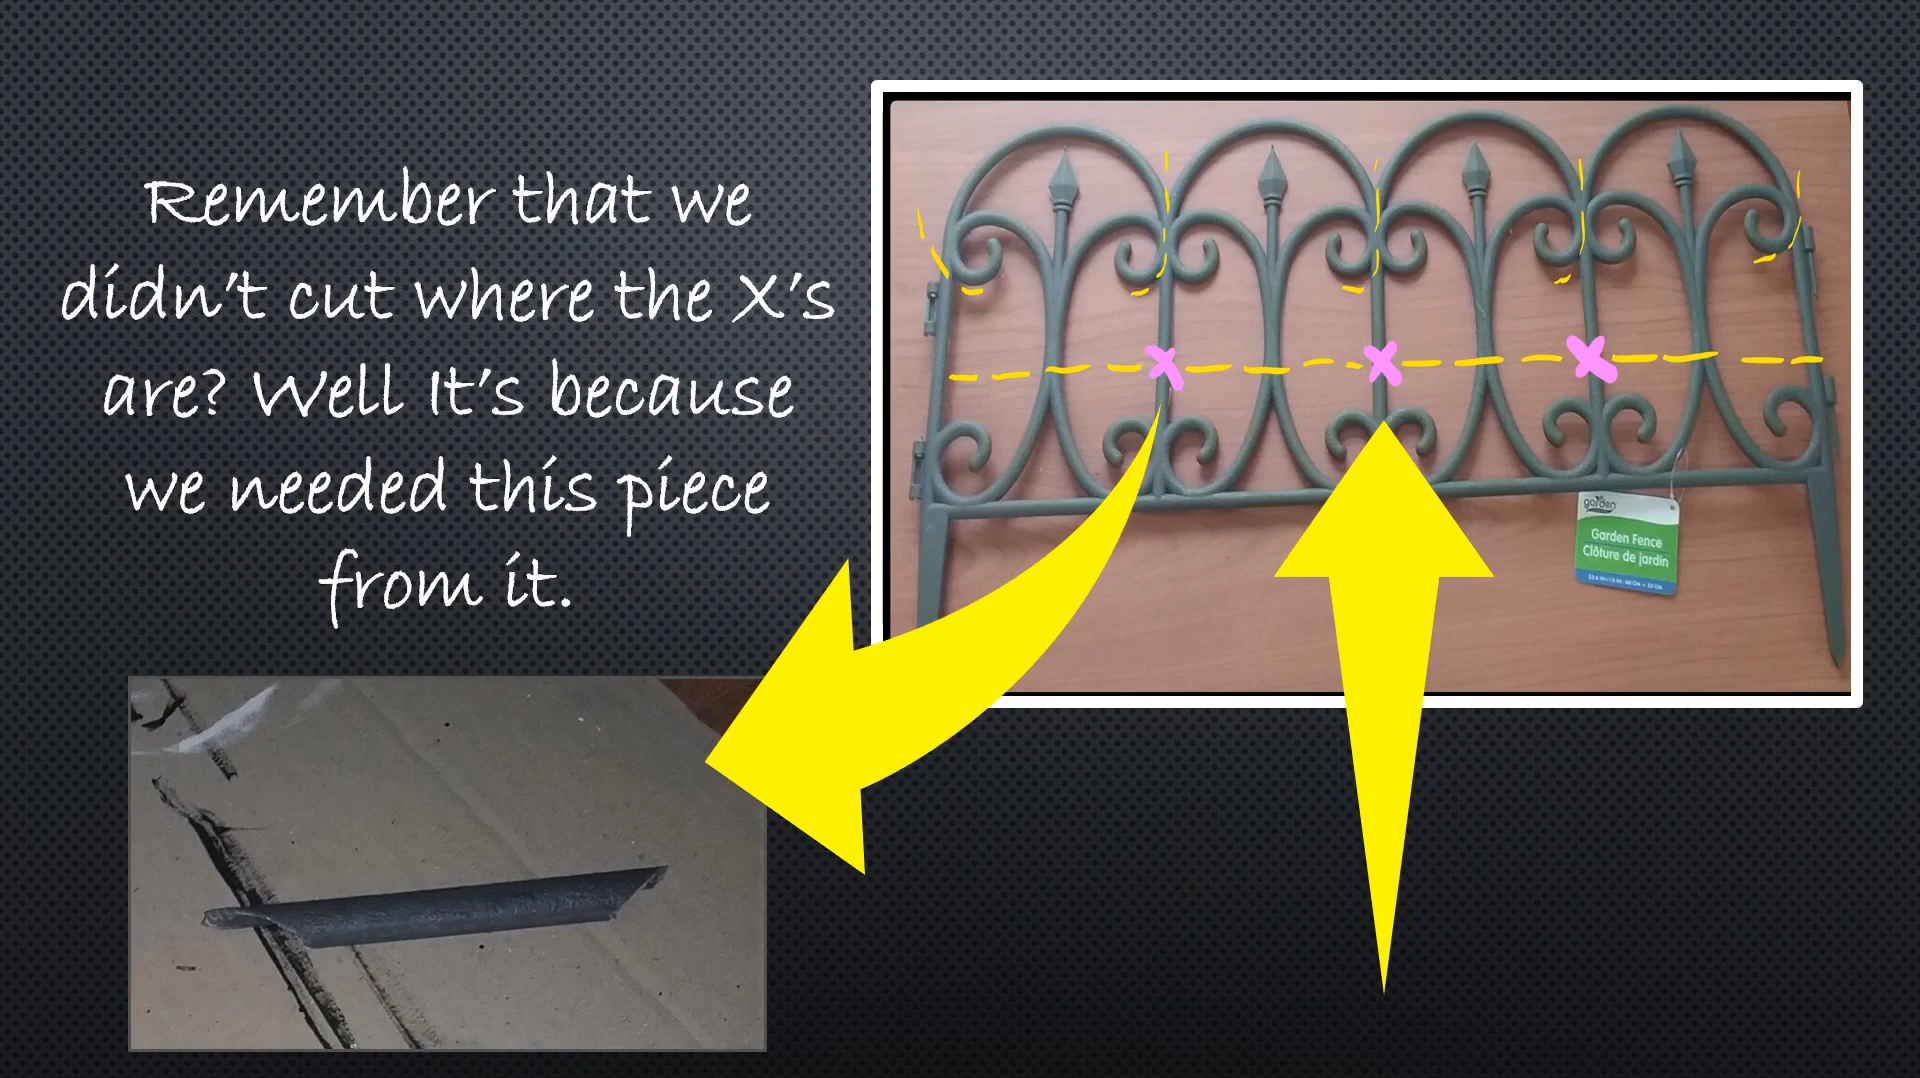 Remember that we
didn't cut where the X's
are? Well It's because
we needed this piece
from it.
garden
Garden Fence
Clôture de jardin